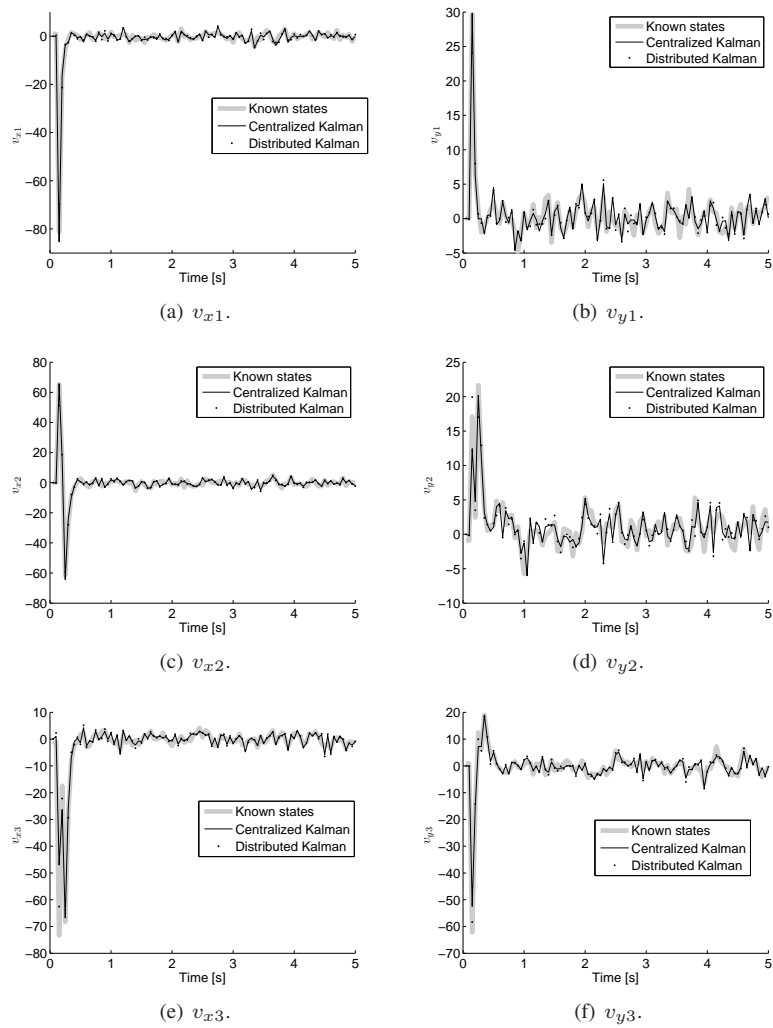 0
−20
−40
−60
−80
v_{x1}
0 1 2 3 4 5
Time [s]
Known states
Centralized Kalman
Distributed Kalman
(a) v_{x1}.
30
25
20
15
10
5
0
−5
v_{y1}
0 1 2 3 4 5
Time [s]
Known states
Centralized Kalman
Distributed Kalman
(b) v_{y1}.
80
60
40
20
0
−20
−40
−60
−80
v_{x2}
0 1 2 3 4 5
Time [s]
Known states
Centralized Kalman
Distributed Kalman
(c) v_{x2}.
25
20
15
10
5
0
−5
−10
v_{y2}
0 1 2 3 4 5
Time [s]
Known states
Centralized Kalman
Distributed Kalman
(d) v_{y2}.
10
0
−10
−20
−30
−40
−50
−60
−70
−80
v_{x3}
0 1 2 3 4 5
Time [s]
Known states
Centralized Kalman
Distributed Kalman
(e) v_{x3}.
20
10
0
−10
−20
−30
−40
−50
−60
−70
v_{y3}
0 1 2 3 4 5
Time [s]
Known states
Centralized Kalman
Distributed Kalman
(f) v_{y3}.